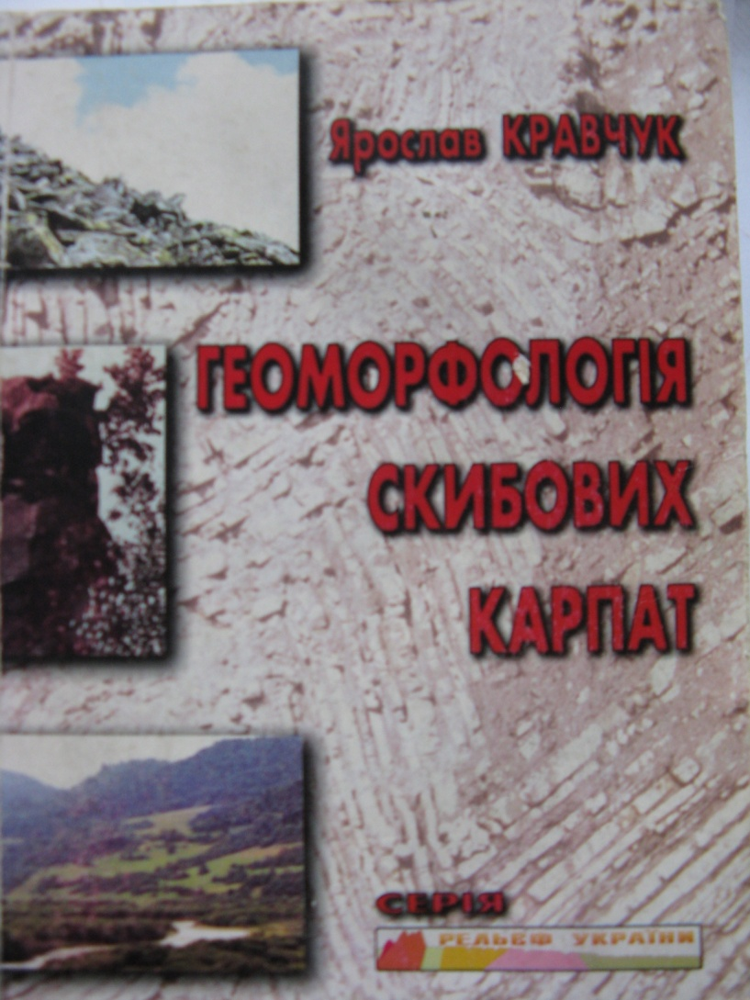 Ярослав КРАВЧУК
ГЕОМОРФОЛОГІЯ
СКИБОВИХ
КАРПАТ
СЕРІЯ
РЕЛЬЄФ УКРАЇНИ